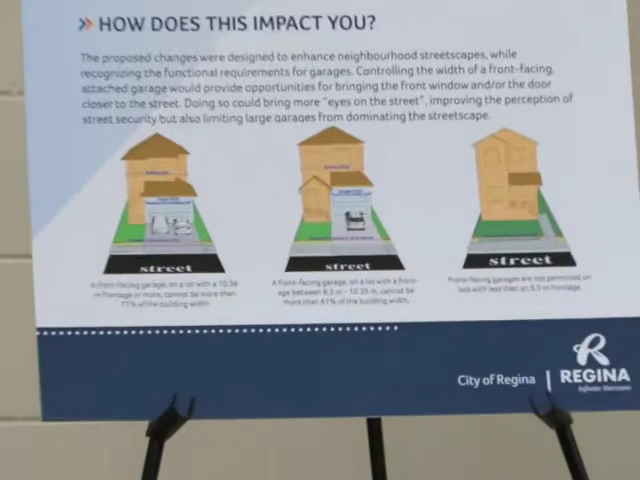 HOW DOES THIS IMPACT YOU?
The proposed changes were designed to enhance neighbourhood streetscapes, while
recognizing the functional requirements for garages. Controlling the width of a front-facing,
attached garage would provide opportunities for bringing the front window and/or the door
closer to the street. Doing so could bring more "eyes on the street", improving the perception of
street security but also limiting large garages from dominating the streetscape.
street
street
street
A front-facing garage, on a lot with a 10.36
m frontage or more, cannot be more than
77% of the building width.
A front-facing garage, on a lot with a front-
age between 8.5 m - 10.35 m, cannot be
more than 61% of the building width.
Front-facing garages are not permitted on
lots with less than an 8.5 m frontage.
City of Regina
REGINA
Infinite Horizons